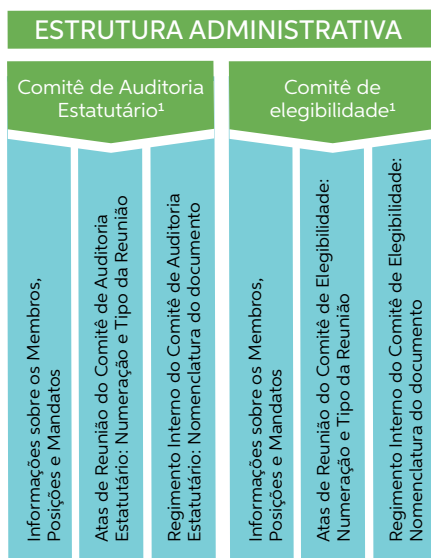 ESTRUTURA ADMINISTRATIVA
Comitê de Auditoria
Estatutário¹
Informações sobre os Membros,
Posições e Mandatos
Atas de Reunião do Comitê de Auditoria
Estatutário: Numeração e Tipo da Reunião
Regimento Interno do Comitê de Auditoria
Estatutário: Nomenclatura do documento
Comitê de
elegibilidade¹
Informações sobre os Membros,
Posições e Mandatos
Atas de Reunião do Comitê de Elegibilidade:
Numeração e Tipo da Reunião
Regimento Interno do Comitê de Elegibilidade:
Nomenclatura do documento